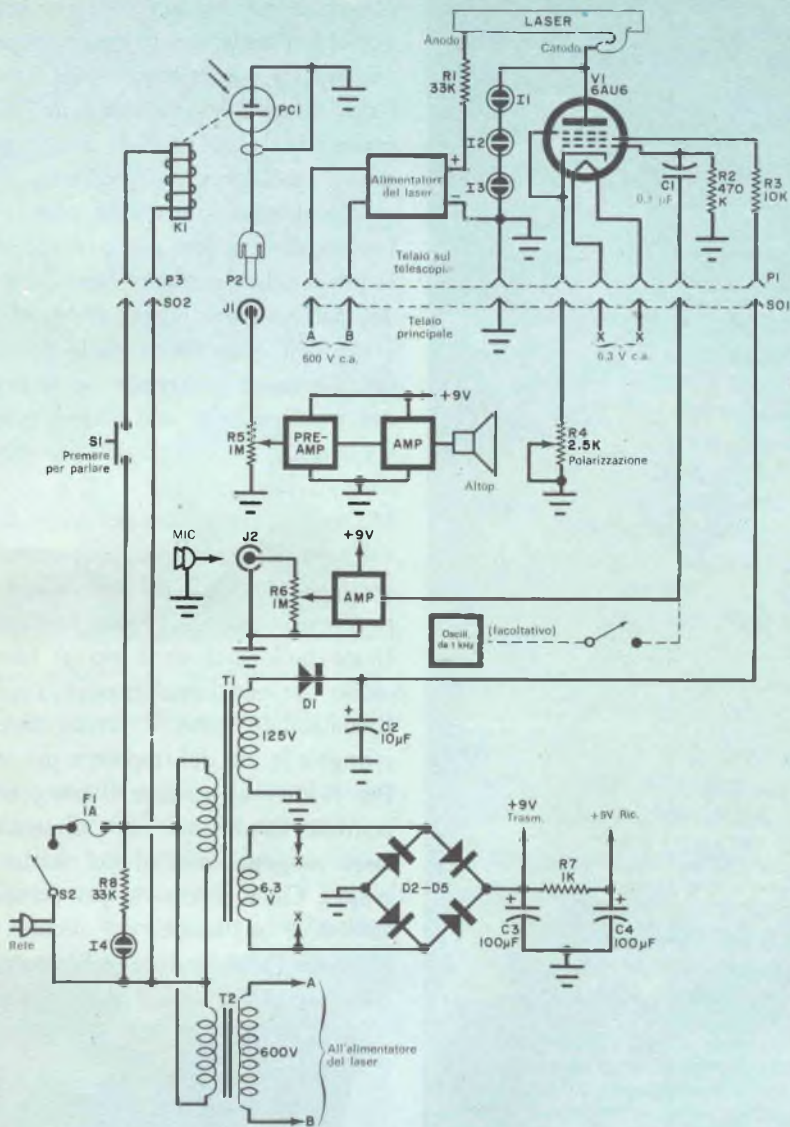 LASER
Anodo
Catodo
R1
33K
V1
6AU6
I1
I2
I3
PC1
K1
Alimentatore
del laser
+
−
C1
0,1 µF
R2
470
K
R3
10K
Telaio sul
telescopio
P3
SO2
P2
J1
P1
SO1
Telaio
principale
A
B
X
X
600 V c.a.
6.3 V c.a.
+9V
S1
Premere
per parlare
R5
1M
PRE-
AMP
AMP
Altop.
R4
2.5K
Polarizzazione
MIC
J2
+9V
R6
1M
AMP
Oscill.
da 1 kHz
(facoltativo)
T1
D1
125V
+
C2
10µF
F1
1A
+9V
Trasm.
+9V Ric.
X
R7
1K
6.3
V
D2-D5
R8
33K
S2
Rete
I4
X
+
C3
100µF
+
C4
100µF
T2
A
600V
All'alimentatore
del laser
B